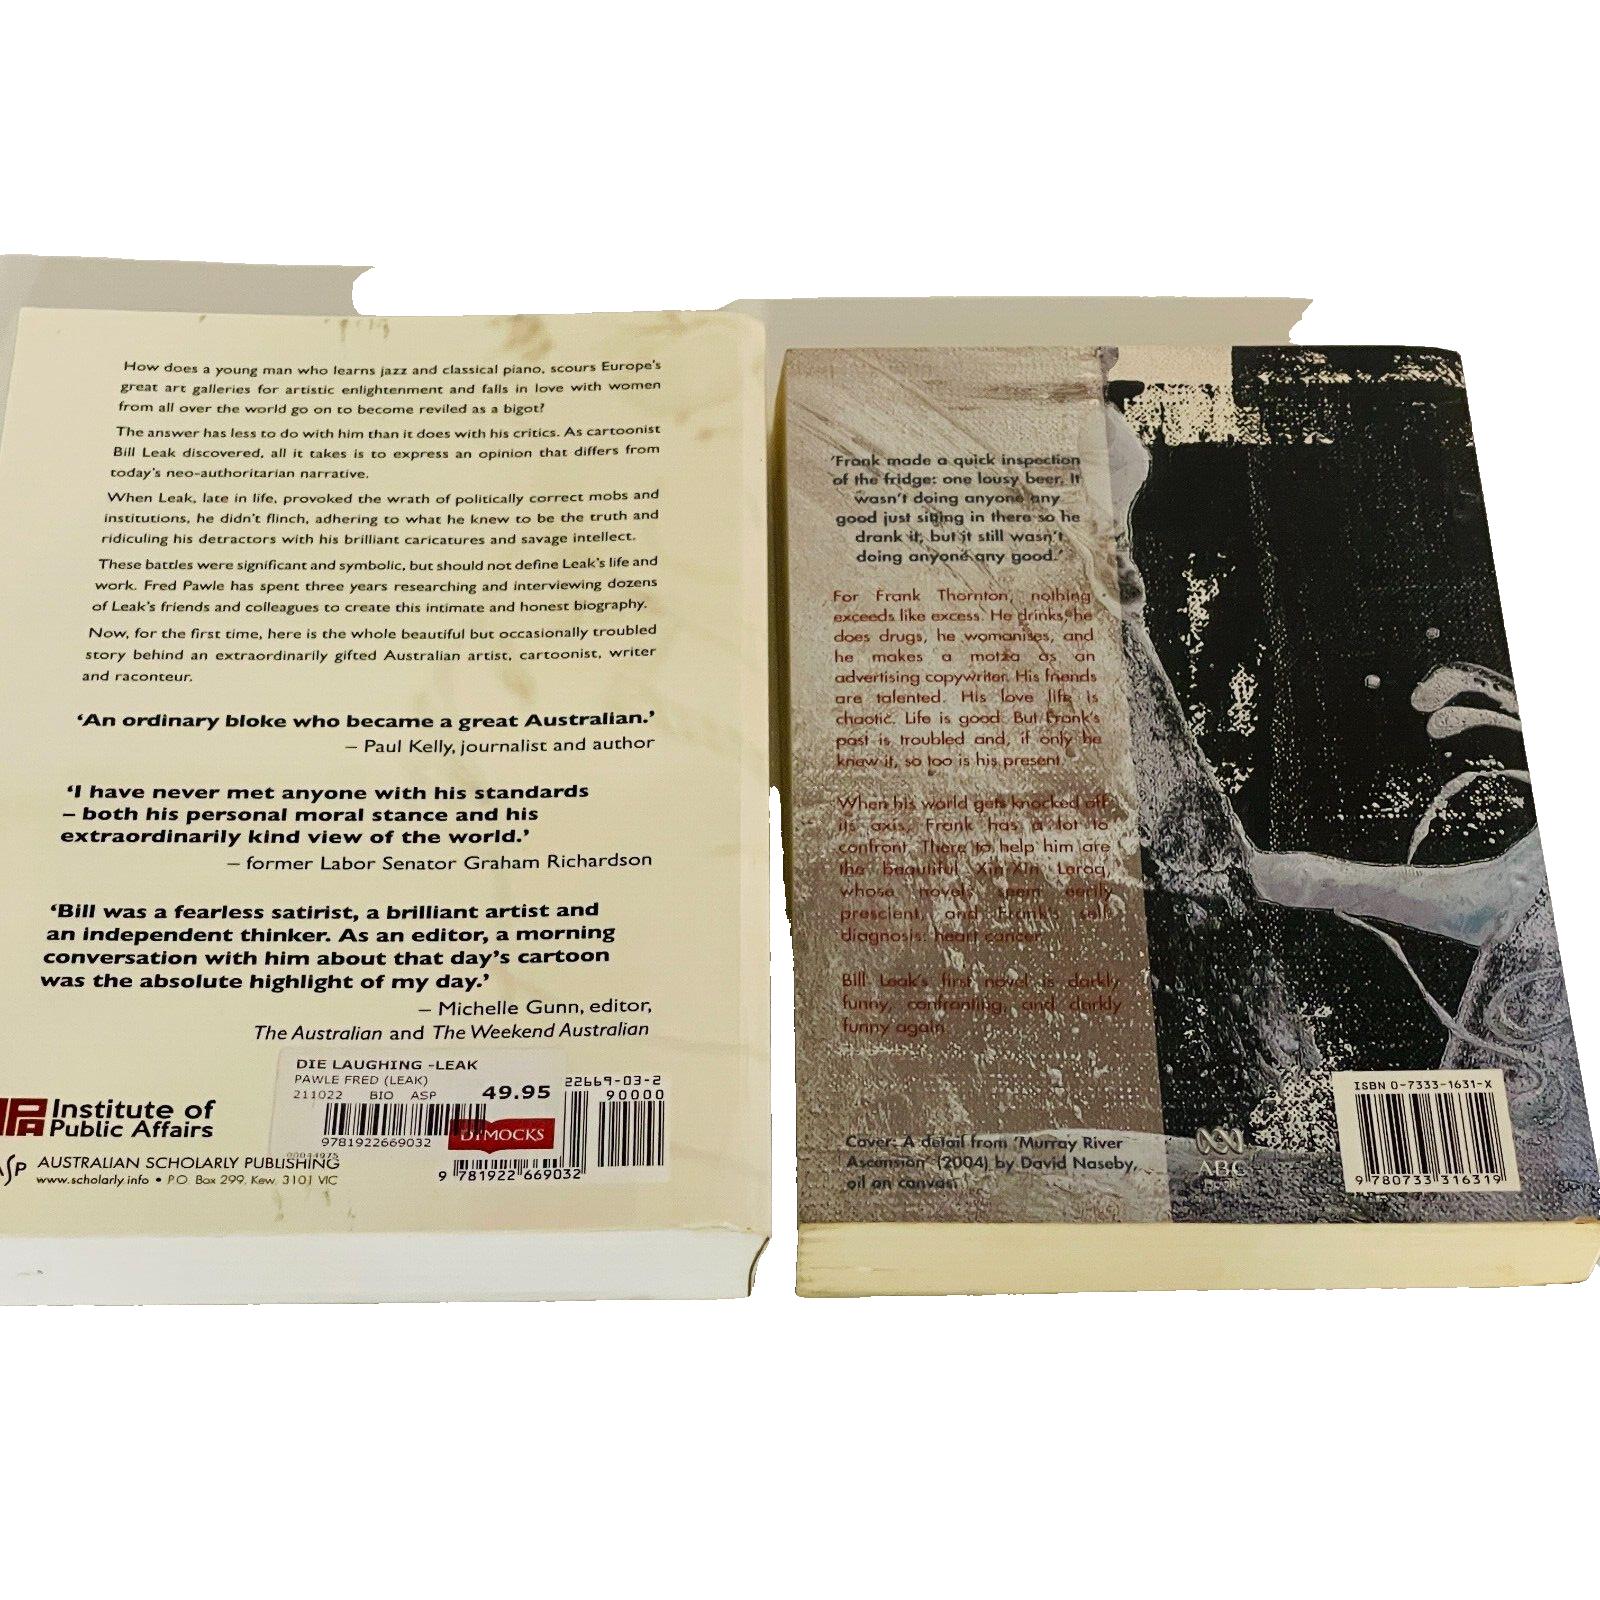 How does a young man who learns jazz and classical piano, scours Europe's
great art galleries for artistic enlightenment and falls in love with women
from all over the world go on to become reviled as a bigot?
The answer has less to do with him than it does with his critics. As cartoonist
Bill Leak discovered, all it takes is to express an opinion that differs from
today's neo-authoritarian narrative.
When Leak, late in life, provoked the wrath of politically correct mobs and
institutions, he didn't flinch, adhering to what he knew to be the truth and
ridiculing his detractors with his brilliant caricatures and savage intellect.
These battles were significant and symbolic, but should not define Leak's life and
work. Fred Pawle has spent three years researching and interviewing dozens
of Leak's friends and colleagues to create this intimate and honest biography.
Now, for the first time, here is the whole beautiful but occasionally troubled
story behind an extraordinarily gifted Australian artist, cartoonist, writer
and raconteur.
'An ordinary bloke who became a great Australian.'
– Paul Kelly, journalist and author
'I have never met anyone with his standards
– both his personal moral stance and his
extraordinarily kind view of the world.'
– former Labor Senator Graham Richardson
'Bill was a fearless satirist, a brilliant artist and
an independent thinker. As an editor, a morning
conversation with him about that day's cartoon
was the absolute highlight of my day.'
– Michelle Gunn, editor,
The Australian and The Weekend Australian
DIE LAUGHING -LEAK
PAWLE FRED (LEAK)
211022 BIO ASP 49.95
9781922669032
DYMOCKS
22669-03-2
90000
9 781922 669032
IPA Institute of
Public Affairs
ASP AUSTRALIAN SCHOLARLY PUBLISHING
www.scholarly.info • P.O. Box 299, Kew, 3101 VIC
'Frank made a quick inspection
of the fridge: one lousy beer. It
wasn't doing anyone any
good just sitting in there so he
drank it, but it still wasn't
doing anyone any good.'
For Frank Thornton, nothing
exceeds like excess. He drinks, he
does drugs, he womanises, and
he makes a motza as an
advertising copywriter. His friends
are talented. His love life is
chaotic. Life is good. But Frank's
past is troubled and, if only he
knew it, so too is his present.
When his world gets knocked off
its axis, Frank has a lot to
confront. There to help him are
the beautiful Xin-Xin Leroq,
whose novels seem eerily
prescient, and Frank's self-
diagnosis: heart cancer.
Bill Leak's first novel is darkly
funny, confronting, and darkly
funny again.
Cover: A detail from 'Murray River
Ascension' (2004) by David Naseby,
oil on canvas.
ABC
Books
ISBN 0-7333-1631-X
9 780733 316319